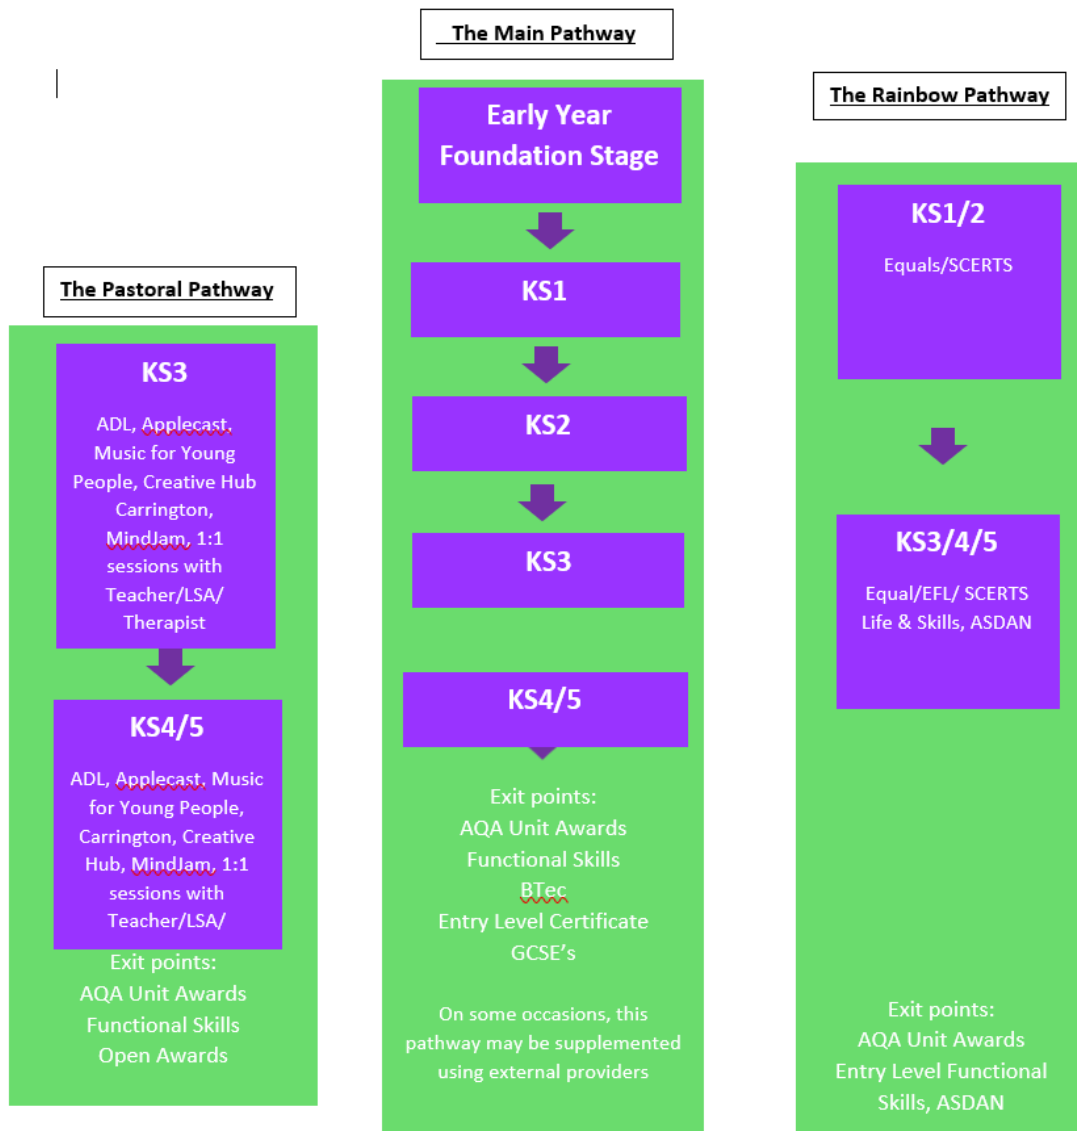 The Main Pathway
Early Year
Foundation Stage
KS1
KS2
KS3
KS4/5
Exit points:
AQA Unit Awards
Functional Skills
BTec
Entry Level Certificate
GCSE's
On some occasions, this
pathway may be supplemented
using external providers
The Pastoral Pathway
KS3
ADL, Applecast,
Music for Young
People, Creative Hub
Carrington,
MindJam, 1:1
sessions with
Teacher/LSA/
Therapist
KS4/5
ADL, Applecast, Music
for Young People,
Carrington, Creative
Hub, MindJam, 1:1
sessions with
Teacher/LSA/
Exit points:
AQA Unit Awards
Functional Skills
Open Awards
The Rainbow Pathway
KS1/2
Equals/SCERTS
KS3/4/5
Equal/EFL/ SCERTS
Life & Skills, ASDAN
Exit points:
AQA Unit Awards
Entry Level Functional
Skills, ASDAN